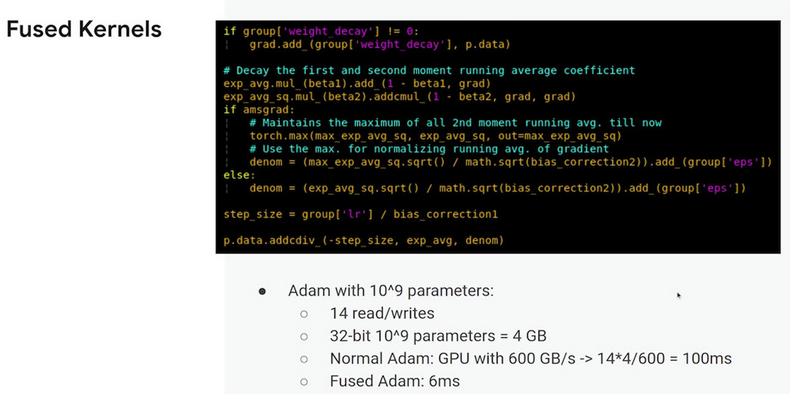 Fused Kernels
if group['weight_decay'] != 0:
    grad.add_(group['weight_decay'], p.data)
# Decay the first and second moment running average coefficient
exp_avg.mul_(beta1).add_(1 - beta1, grad)
exp_avg_sq.mul_(beta2).addcmul_(1 - beta2, grad, grad)
if amsgrad:
    # Maintains the maximum of all 2nd moment running avg. till now
    torch.max(max_exp_avg_sq, exp_avg_sq, out=max_exp_avg_sq)
    # Use the max. for normalizing running avg. of gradient
    denom = (max_exp_avg_sq.sqrt() / math.sqrt(bias_correction2)).add_(group['eps'])
else:
    denom = (exp_avg_sq.sqrt() / math.sqrt(bias_correction2)).add_(group['eps'])
step_size = group['lr'] / bias_correction1
p.data.addcdiv_(-step_size, exp_avg, denom)
● Adam with 10^9 parameters:
○ 14 read/writes
○ 32-bit 10^9 parameters = 4 GB
○ Normal Adam: GPU with 600 GB/s -> 14*4/600 = 100ms
○ Fused Adam: 6ms